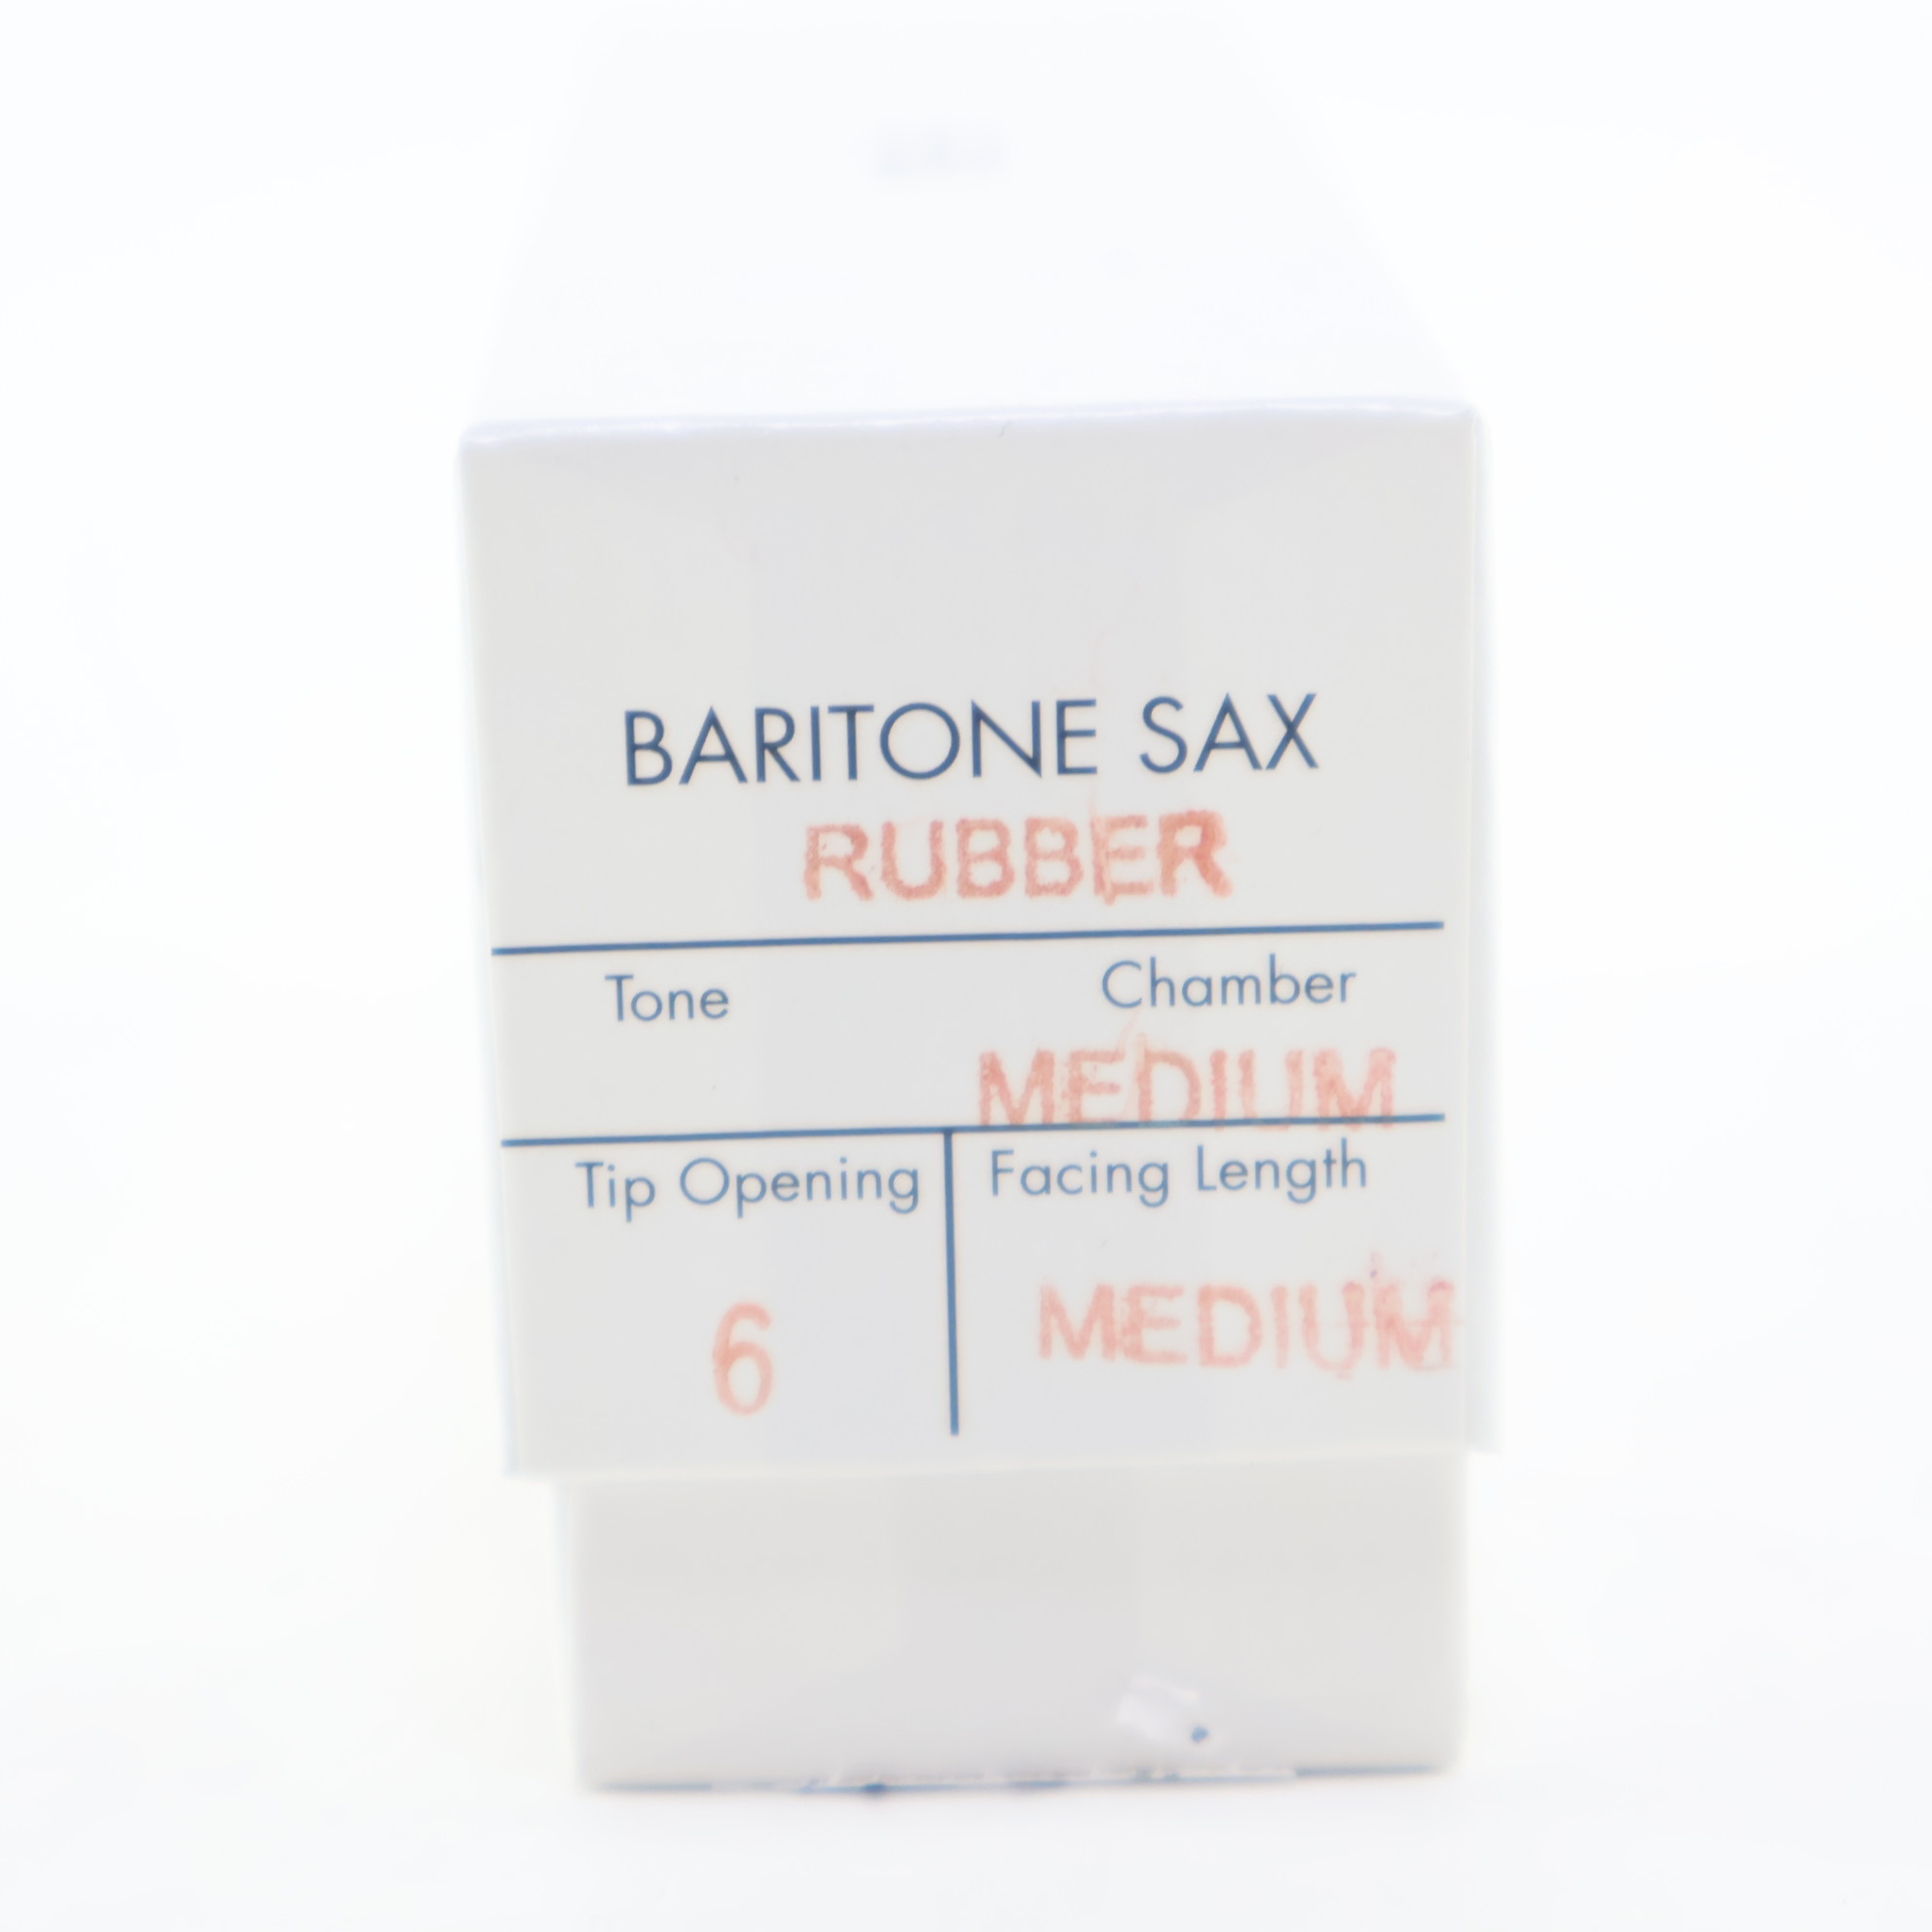 BARITONE SAX
RUBBER
Tone Chamber
MEDIUM
Tip Opening Facing Length
6 MEDIUM